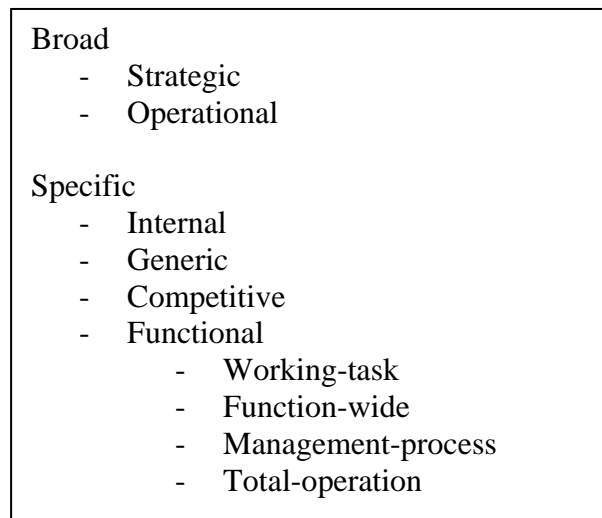 Broad
- Strategic
- Operational
Specific
- Internal
- Generic
- Competitive
- Functional
- Working-task
- Function-wide
- Management-process
- Total-operation